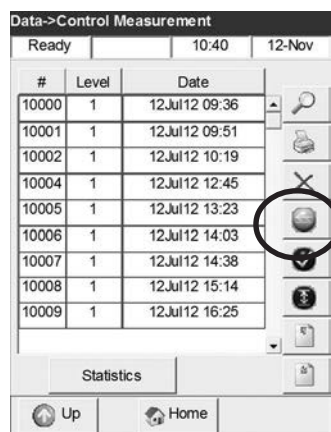 Data->Control Measurement
Ready 10:40 12-Nov
# Level Date
10000 1 12Jul12 09:36
10001 1 12Jul12 09:51
10002 1 12Jul12 10:19
10004 1 12Jul12 12:45
10005 1 12Jul12 13:23
10006 1 12Jul12 14:03
10007 1 12Jul12 14:38
10008 1 12Jul12 15:14
10009 1 12Jul12 16:25
Statistics
Up Home